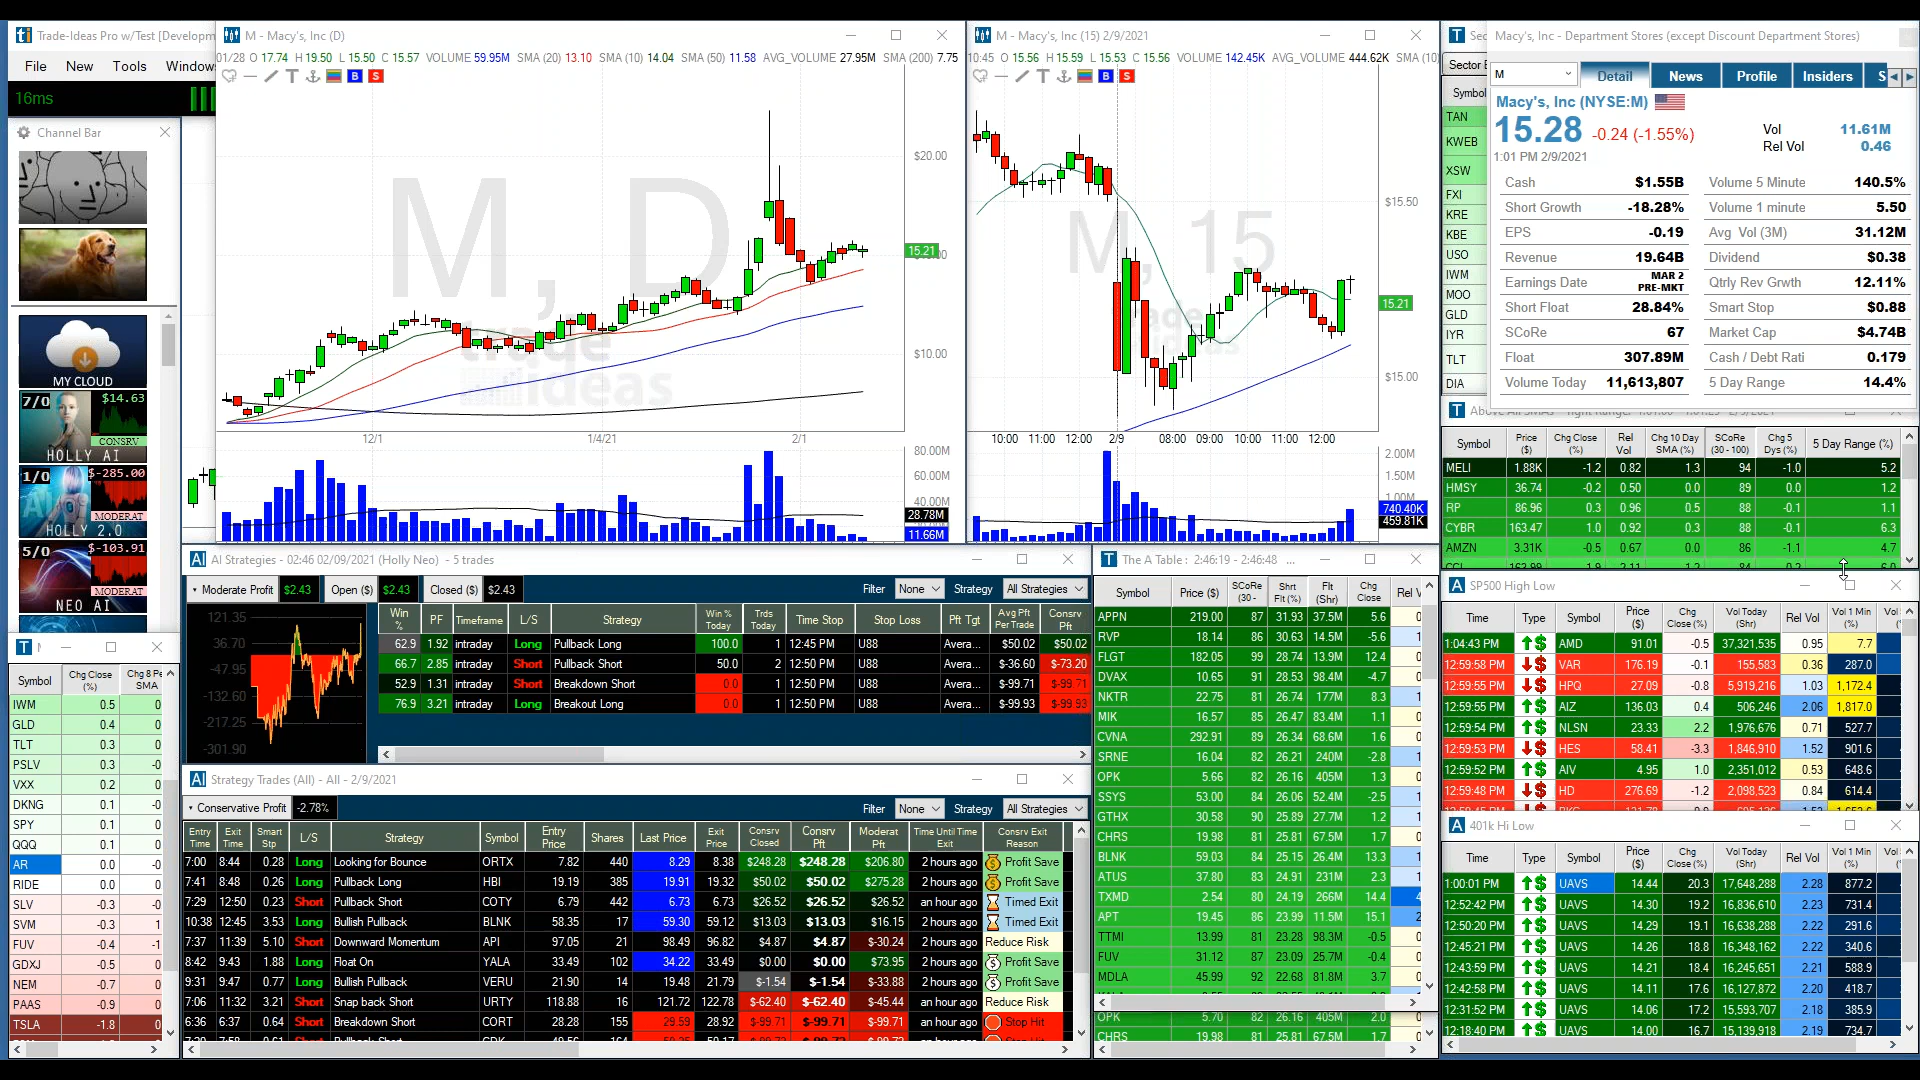 Trade-Ideas Pro w/Test [Developm
File New Tools Window
16ms
Channel Bar
MY CLOUD
7/0 $14.63
CONSRV
HOLLY AI
1/0 $-285.00
MODERAT
HOLLY 2.0
5/0 $-103.91
MODERAT
NEO AI
M - Macy's, Inc (D)
01/28 O 17.74 H 19.50 L 15.50 C 15.57 VOLUME 59.95M SMA (20) 13.10 SMA (10) 14.04 SMA (50) 11.58 AVG_VOLUME 27.95M SMA (200) 7.75
B S
M, D
trade
ideas
$20.00
15.21
$10.00
12/1 1/4/21 2/1
80.00M
60.00M
40.00M
28.78M
11.66M
M - Macy's, Inc (15) 2/9/2021
10:45 O 15.56 H 15.59 L 15.53 C 15.56 VOLUME 142.45K AVG_VOLUME 444.62K SMA (10)
B S
M, 15
$15.50
15.21
$15.00
10:00 11:00 12:00 2/9 08:00 09:00 10:00 11:00 12:00
2.00M
1.50M
1.00M
740.40K
459.81K
Sector
Symbol
TAN
KWEB
XSW
FXI
KRE
KBE
USO
IWM
MOO
GLD
IYR
TLT
DIA
Macy's, Inc - Department Stores (except Discount Department Stores)
M Detail News Profile Insiders S
Macy's, Inc (NYSE:M)
15.28 -0.24 (-1.55%)
Vol 11.61M
Rel Vol 0.46
1:01 PM 2/9/2021
Cash $1.55B Volume 5 Minute 140.5%
Short Growth -18.28% Volume 1 minute 5.50
EPS -0.19 Avg Vol (3M) 31.12M
Revenue 19.64B Dividend $0.38
Earnings Date MAR 2 PRE-MKT Qtrly Rev Grwth 12.11%
Short Float 28.84% Smart Stop $0.88
SCoRe 67 Market Cap $4.74B
Float 307.89M Cash / Debt Rati 0.179
Volume Today 11,613,807 5 Day Range 14.4%
Symbol Price ($) Chg Close (%) Rel Vol Chg 10 Day SMA (%) SCoRe (30 - 100) Chg 5 Dys (%) 5 Day Range (%)
MELI 1.88K -1.2 0.82 1.3 94 -1.0 5.2
HMSY 36.74 -0.2 0.50 0.0 89 0.0 1.2
RP 86.96 0.3 0.96 0.5 88 -0.1 1.1
CYBR 163.47 1.0 0.92 0.3 88 -0.1 6.3
AMZN 3.31K -0.5 0.67 0.0 86 -1.1 4.7
SP500 High Low
Time Type Symbol Price ($) Chg Close (%) Vol Today (Shr) Rel Vol Vol 1 Min (%)
1:04:43 PM AMD 91.01 -0.5 37,321,535 0.95 7.7
12:59:58 PM VAR 176.19 -0.1 155,583 0.36 287.0
12:59:55 PM HPQ 27.09 -0.8 5,919,216 1.03 1,172.4
12:59:55 PM AIZ 136.03 0.4 506,246 2.06 1,817.0
12:59:54 PM NLSN 23.33 2.2 1,976,676 0.71 527.7
12:59:53 PM HES 58.41 -3.3 1,846,910 1.52 901.6
12:59:52 PM AIV 4.95 1.0 2,351,012 0.53 648.6
12:59:48 PM HD 276.69 -1.2 2,098,523 0.84 614.4
401k Hi Low
Time Type Symbol Price ($) Chg Close (%) Vol Today (Shr) Rel Vol Vol 1 Min (%)
1:00:01 PM UAVS 14.44 20.3 17,648,288 2.28 877.2
12:52:42 PM UAVS 14.30 19.2 16,836,610 2.23 731.4
12:50:20 PM UAVS 14.29 19.1 16,638,288 2.22 291.6
12:45:21 PM UAVS 14.26 18.8 16,348,162 2.22 340.6
12:43:59 PM UAVS 14.21 18.4 16,245,651 2.21 588.9
12:42:58 PM UAVS 14.11 17.6 16,127,872 2.20 418.7
12:31:52 PM UAVS 14.06 17.2 15,593,707 2.18 385.9
12:18:40 PM UAVS 14.00 16.7 15,139,918 2.19 734.7
AI Strategies - 02:46 02/09/2021 (Holly Neo) - 5 trades
Moderate Profit $2.43 Open ($) $2.43 Closed ($) $2.43 Filter None Strategy All Strategies
121.35
36.70
-47.95
-132.60
-217.25
-301.90
Win % PF Timeframe L/S Strategy Win % Today Trds Today Time Stop Stop Loss Pft Tgt Avg Pft Per Trade Consrv Pft
62.9 1.92 intraday Long Pullback Long 100.0 1 12:45 PM U88 Avera... $50.02 $50.02
66.7 2.85 intraday Short Pullback Short 50.0 2 12:50 PM U88 Avera... $-36.60 $-73.20
52.9 1.31 intraday Short Breakdown Short 0.0 1 12:50 PM U88 Avera... $-99.71 $-99.71
76.9 3.21 intraday Long Breakout Long 0.0 1 12:50 PM U88 Avera... $-99.93 $-99.93
Strategy Trades (All) - All - 2/9/2021
Conservative Profit -2.78% Filter None Strategy All Strategies
Entry Time Exit Time Smart Stp L/S Strategy Symbol Entry Price Shares Last Price Exit Price Consrv Closed Consrv Pft Moderat Pft Time Until Time Exit Consrv Exit Reason
7:00 8:44 0.28 Long Looking for Bounce ORTX 7.82 440 8.29 8.38 $248.28 $248.28 $206.80 2 hours ago Profit Save
7:41 8:48 0.26 Long Pullback Long HBI 19.19 385 19.91 19.32 $50.02 $50.02 $275.28 2 hours ago Profit Save
7:29 12:50 0.23 Short Pullback Short COTY 6.79 442 6.73 6.73 $26.52 $26.52 $26.52 an hour ago Timed Exit
10:38 12:45 3.53 Long Bullish Pullback BLNK 58.35 17 59.30 59.12 $13.03 $13.03 $16.15 2 hours ago Timed Exit
7:37 11:39 5.10 Short Downward Momentum API 97.05 21 98.49 96.82 $4.87 $4.87 $-30.24 2 hours ago Reduce Risk
8:42 9:43 1.88 Long Float On YALA 33.49 102 34.22 33.49 $0.00 $0.00 $73.95 2 hours ago Profit Save
9:31 9:47 0.77 Long Bullish Pullback VERU 21.90 14 19.48 21.79 $-1.54 $-1.54 $-33.88 2 hours ago Profit Save
7:06 11:32 3.21 Short Snap back Short URTY 118.88 16 121.72 122.78 $-62.40 $-62.40 $-45.44 an hour ago Reduce Risk
6:36 6:37 0.64 Short Breakdown Short CORT 28.28 155 29.59 28.92 $-99.71 $-99.71 $-99.71 an hour ago Stop Hit
The A Table : 2:46:19 - 2:46:48 ...
Symbol Price ($) SCoRe (30 - Shrt Flt (%) Flt (Shr) Chg Close Rel V
APPN 219.00 87 31.93 37.5M 5.6
RVP 18.14 86 30.63 14.5M -5.6
FLGT 182.05 99 28.74 13.9M 12.4
DVAX 10.65 91 28.53 98.4M -4.7
NKTR 22.75 81 26.74 177M 8.3
MIK 16.57 85 26.47 83.4M 1.1
CVNA 292.91 89 26.34 68.6M 1.6
SRNE 16.04 82 26.21 240M -2.8
OPK 5.66 82 26.16 405M 1.3
SSYS 53.00 84 26.06 52.4M -2.5
GTHX 30.58 90 25.89 27.7M 1.2
CHRS 19.98 81 25.81 67.5M 1.7
BLNK 59.03 84 25.15 26.4M 13.3
ATUS 37.80 83 24.91 231M 2.3
TXMD 2.54 80 24.19 266M 14.4
APT 19.45 86 23.99 11.5M 15.1
TTMI 13.99 81 23.28 98.3M -0.5
FUV 31.12 87 23.09 25.7M -0.4
MDLA 45.99 92 22.68 81.8M 3.7
OPK 5.70 82 26.16 405M 2.0
CHRS 19.98 81 25.81 67.5M 1.7
Symbol Chg Close (%) Chg 8 Pe SMA
IWM 0.5
GLD 0.4
TLT 0.3
PSLV 0.3
VXX 0.2
DKNG 0.1
SPY 0.1
QQQ 0.1
AR 0.0
RIDE 0.0
SLV -0.3
SVM -0.3
FUV -0.4
GDXJ -0.5
NEM -0.7
PAAS -0.9
TSLA -1.8